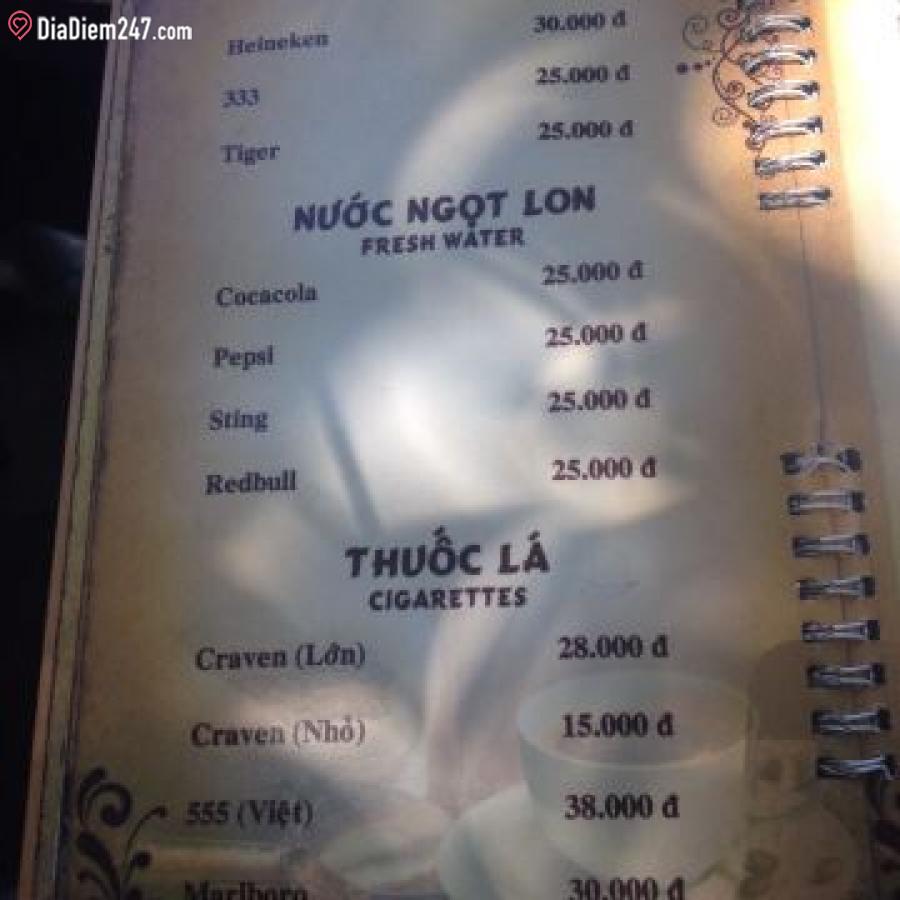 DiaDiem247.com
Heineken 30.000 đ
333 25.000 đ
Tiger 25.000 đ
NƯỚC NGỌT LON
FRESH WATER
Cocacola 25.000 đ
Pepsi 25.000 đ
Sting 25.000 đ
Redbull 25.000 đ
THUỐC LÁ
CIGARETTES
Craven (Lớn) 28.000 đ
Craven (Nhỏ) 15.000 đ
555 (Việt) 38.000 đ
Marlboro 30.000 đ